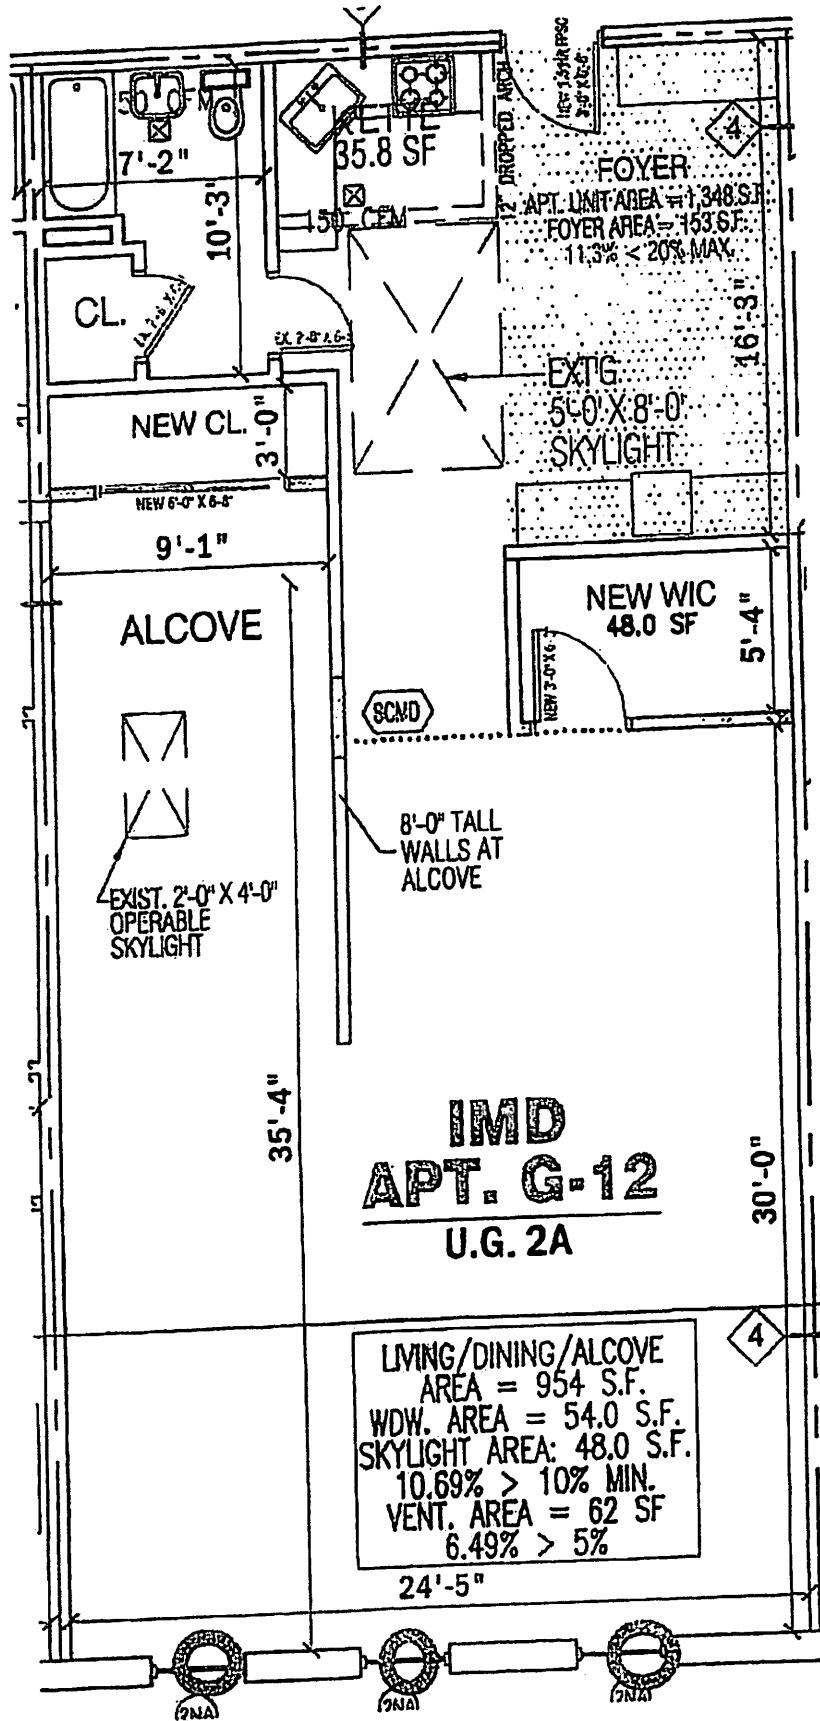 7'-2"
35.8 SF
12" DROPPED ARCH
4
FOYER
APT. UNIT AREA = 1,348 S.F.
FOYER AREA = 153 S.F.
11.3% < 20% MAX.
10'-3"
150 CFM
CL.
16'-3"
EXTG
5'-0" X 8'-0"
SKYLIGHT
NEW CL.
3'-0"
NEW 6'-0" X 6'-8"
9'-1"
ALCOVE
NEW WIC
48.0 SF
5'-4"
SCMD
8'-0" TALL
WALLS AT
ALCOVE
EXIST. 2'-0" X 4'-0"
OPERABLE
SKYLIGHT
35'-4"
IMD
APT. G-12
U.G. 2A
30'-0"
4
LIVING/DINING/ALCOVE
AREA = 954 S.F.
WDW. AREA = 54.0 S.F.
SKYLIGHT AREA: 48.0 S.F.
10.69% > 10% MIN.
VENT. AREA = 62 SF
6.49% > 5%
24'-5"